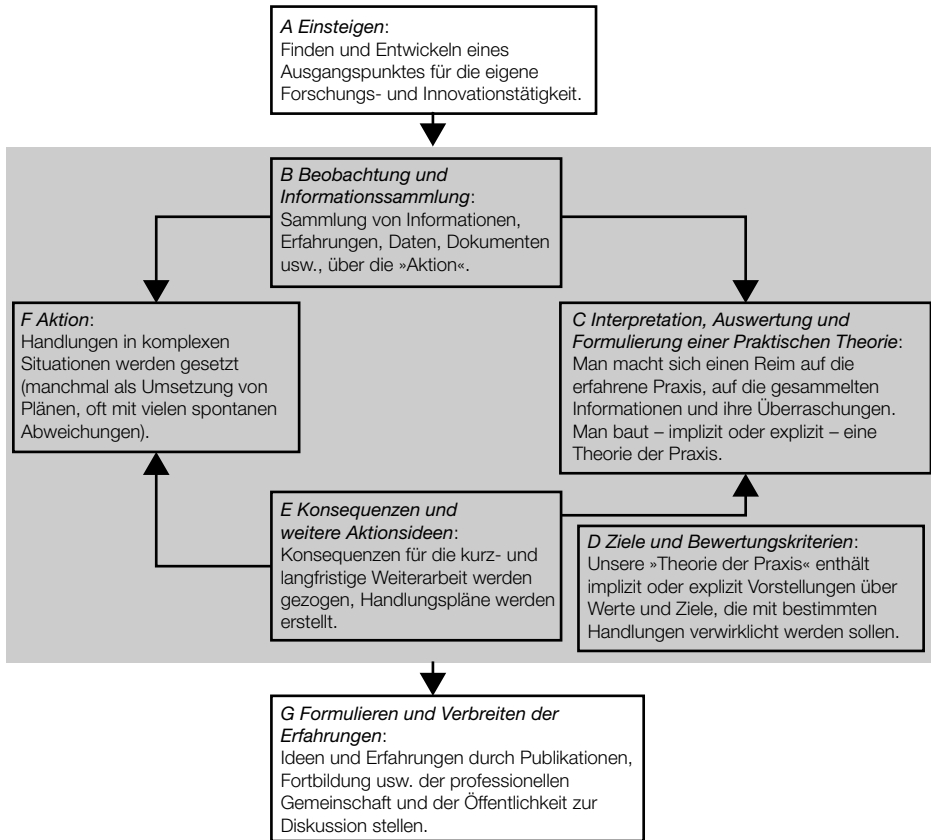 A Einsteigen:
Finden und Entwickeln eines
Ausgangspunktes für die eigene
Forschungs- und Innovationstätigkeit.
B Beobachtung und
Informationssammlung:
Sammlung von Informationen,
Erfahrungen, Daten, Dokumenten
usw., über die »Aktion«.
F Aktion:
Handlungen in komplexen
Situationen werden gesetzt
(manchmal als Umsetzung von
Plänen, oft mit vielen spontanen
Abweichungen).
C Interpretation, Auswertung und
Formulierung einer Praktischen Theorie:
Man macht sich einen Reim auf die
erfahrene Praxis, auf die gesammelten
Informationen und ihre Überraschungen.
Man baut – implizit oder explizit – eine
Theorie der Praxis.
E Konsequenzen und
weitere Aktionsideen:
Konsequenzen für die kurz- und
langfristige Weiterarbeit werden
gezogen, Handlungspläne werden
erstellt.
D Ziele und Bewertungskriterien:
Unsere »Theorie der Praxis« enthält
implizit oder explizit Vorstellungen über
Werte und Ziele, die mit bestimmten
Handlungen verwirklicht werden sollen.
G Formulieren und Verbreiten der
Erfahrungen:
Ideen und Erfahrungen durch Publikationen,
Fortbildung usw. der professionellen
Gemeinschaft und der Öffentlichkeit zur
Diskussion stellen.